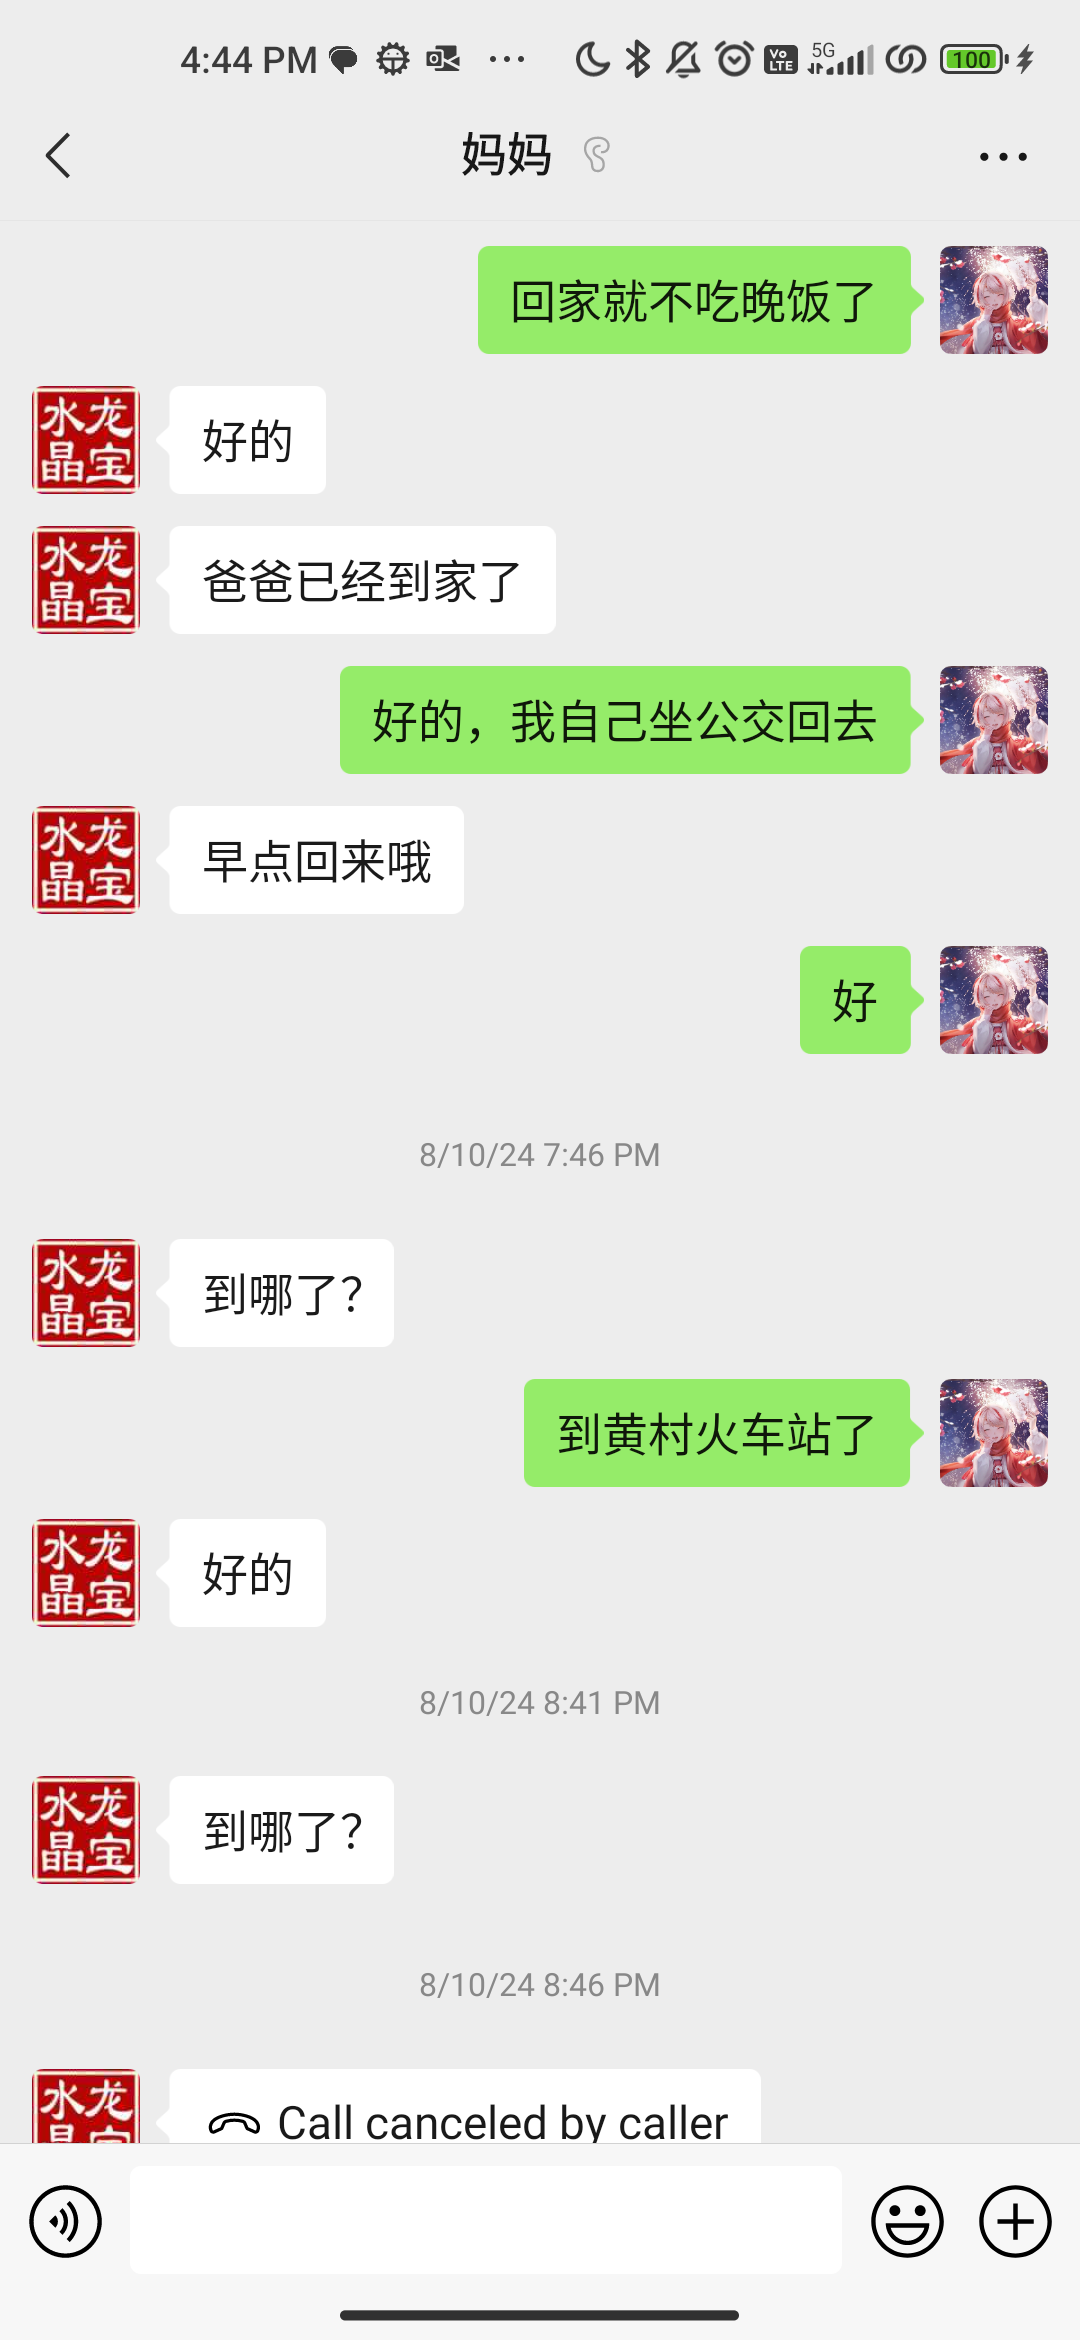 4:44 PM
5G
Vo LTE
100
妈妈
回家就不吃晚饭了
水龙
晶宝
好的
水龙
晶宝
爸爸已经到家了
好的，我自己坐公交回去
水龙
晶宝
早点回来哦
好
8/10/24 7:46 PM
水龙
晶宝
到哪了？
到黄村火车站了
水龙
晶宝
好的
8/10/24 8:41 PM
水龙
晶宝
到哪了？
8/10/24 8:46 PM
水龙
Call canceled by caller